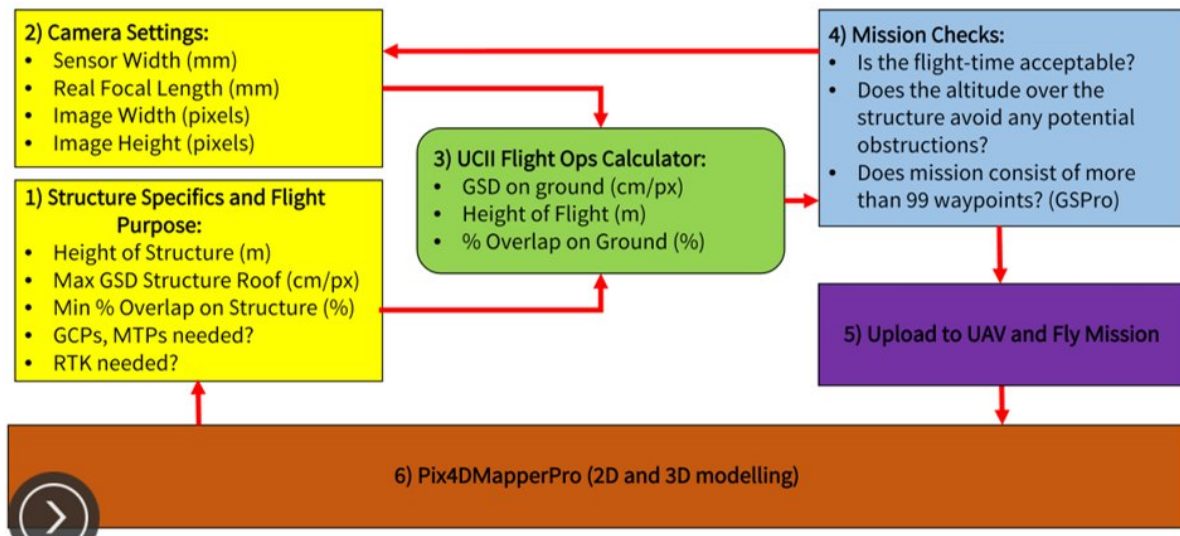 2) Camera Settings:
• Sensor Width (mm)
• Real Focal Length (mm)
• Image Width (pixels)
• Image Height (pixels)
1) Structure Specifics and Flight
Purpose:
• Height of Structure (m)
• Max GSD Structure Roof (cm/px)
• Min % Overlap on Structure (%)
• GCPs, MTPs needed?
• RTK needed?
3) UCII Flight Ops Calculator:
• GSD on ground (cm/px)
• Height of Flight (m)
• % Overlap on Ground (%)
4) Mission Checks:
• Is the flight-time acceptable?
• Does the altitude over the
structure avoid any potential
obstructions?
• Does mission consist of more
than 99 waypoints? (GSPro)
5) Upload to UAV and Fly Mission
6) Pix4DMapperPro (2D and 3D modelling)